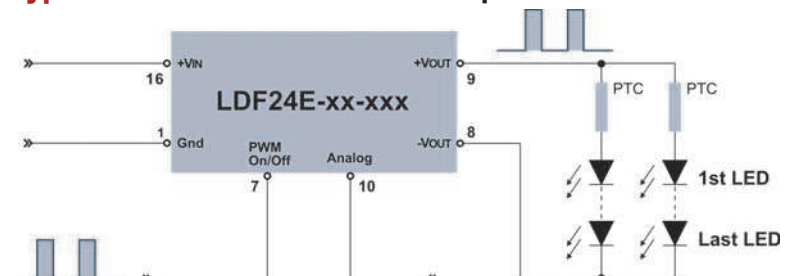 +VIN
+VOUT
16
9
PTC
PTC
LDF24E-xx-xxx
1
Gnd
-VOUT
8
PWM
On/Off
Analog
7
10
1st LED
Last LED